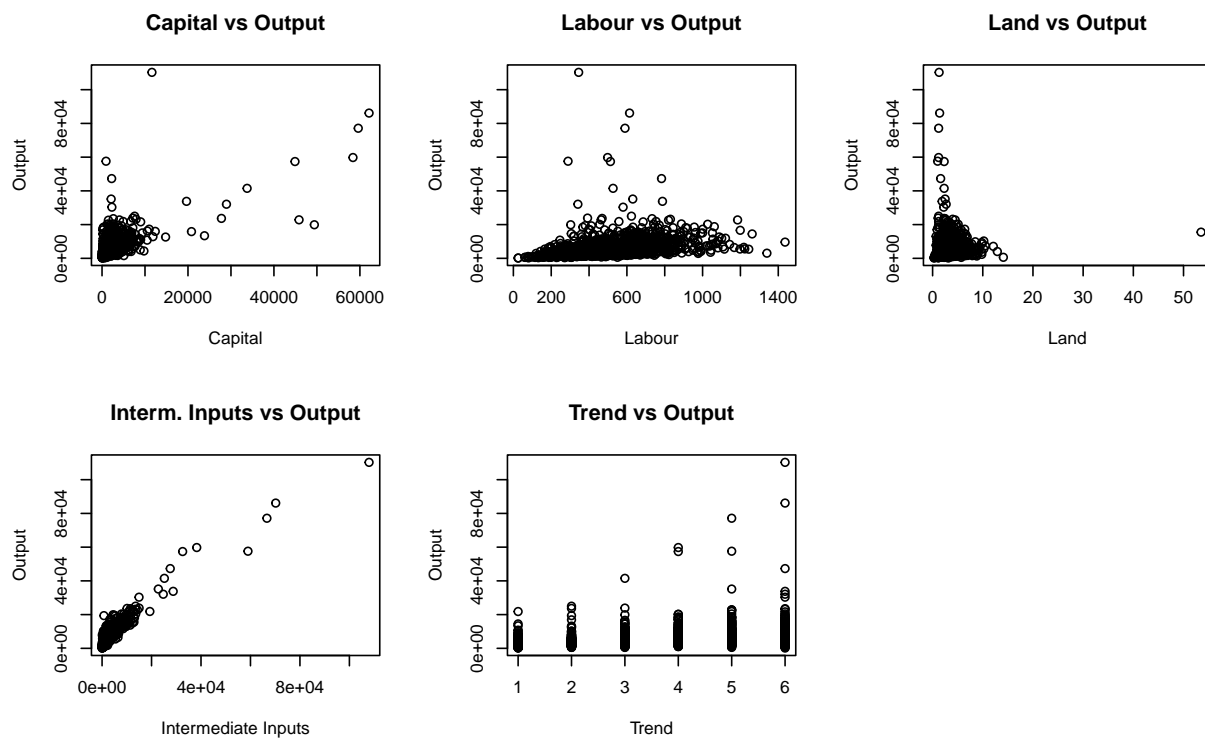 Capital vs Output
Output
0e+00 4e+04 8e+04
0 20000 40000 60000
Capital
Labour vs Output
Output
0e+00 4e+04 8e+04
0 200 600 1000 1400
Labour
Land vs Output
Output
0e+00 4e+04 8e+04
0 10 20 30 40 50
Land
Interm. Inputs vs Output
Output
0e+00 4e+04 8e+04
0e+00 4e+04 8e+04
Intermediate Inputs
Trend vs Output
Output
0e+00 4e+04 8e+04
1 2 3 4 5 6
Trend